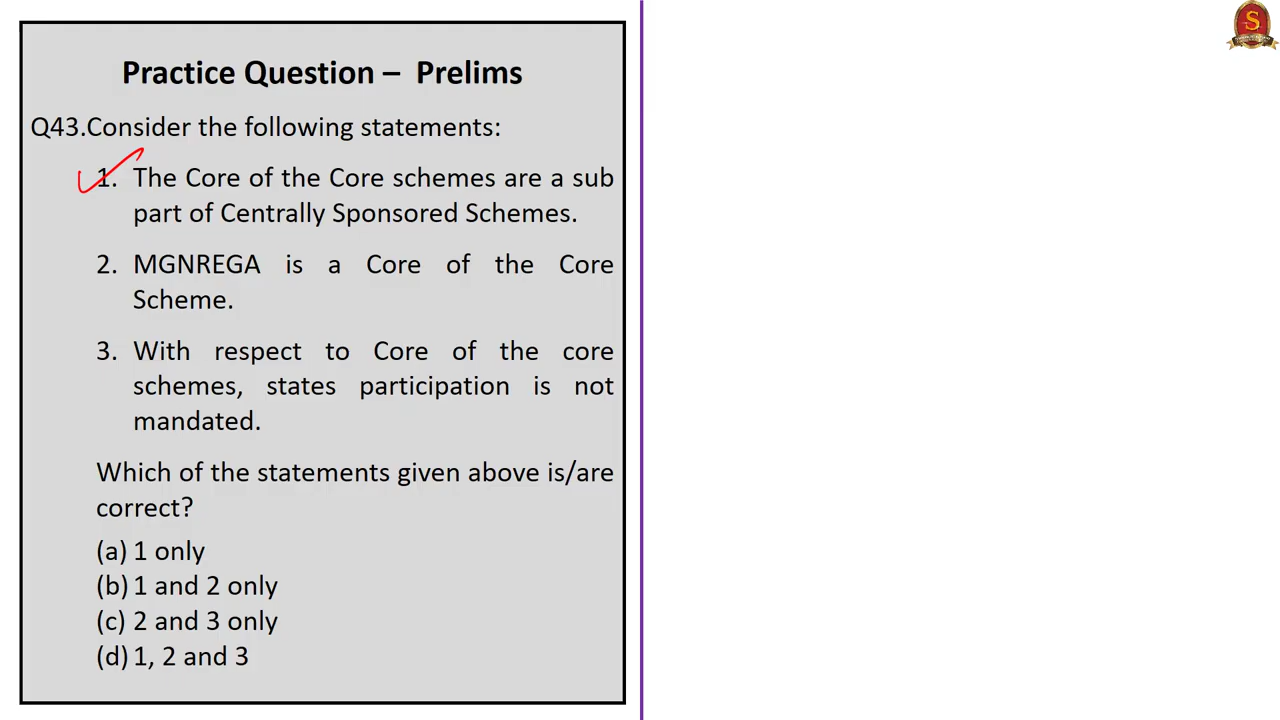 Practice Question – Prelims
Q43.Consider the following statements:
1. The Core of the Core schemes are a sub
part of Centrally Sponsored Schemes.
2. MGNREGA is a Core of the Core
Scheme.
3. With respect to Core of the core
schemes, states participation is not
mandated.
Which of the statements given above is/are
correct?
(a) 1 only
(b) 1 and 2 only
(c) 2 and 3 only
(d) 1, 2 and 3
S